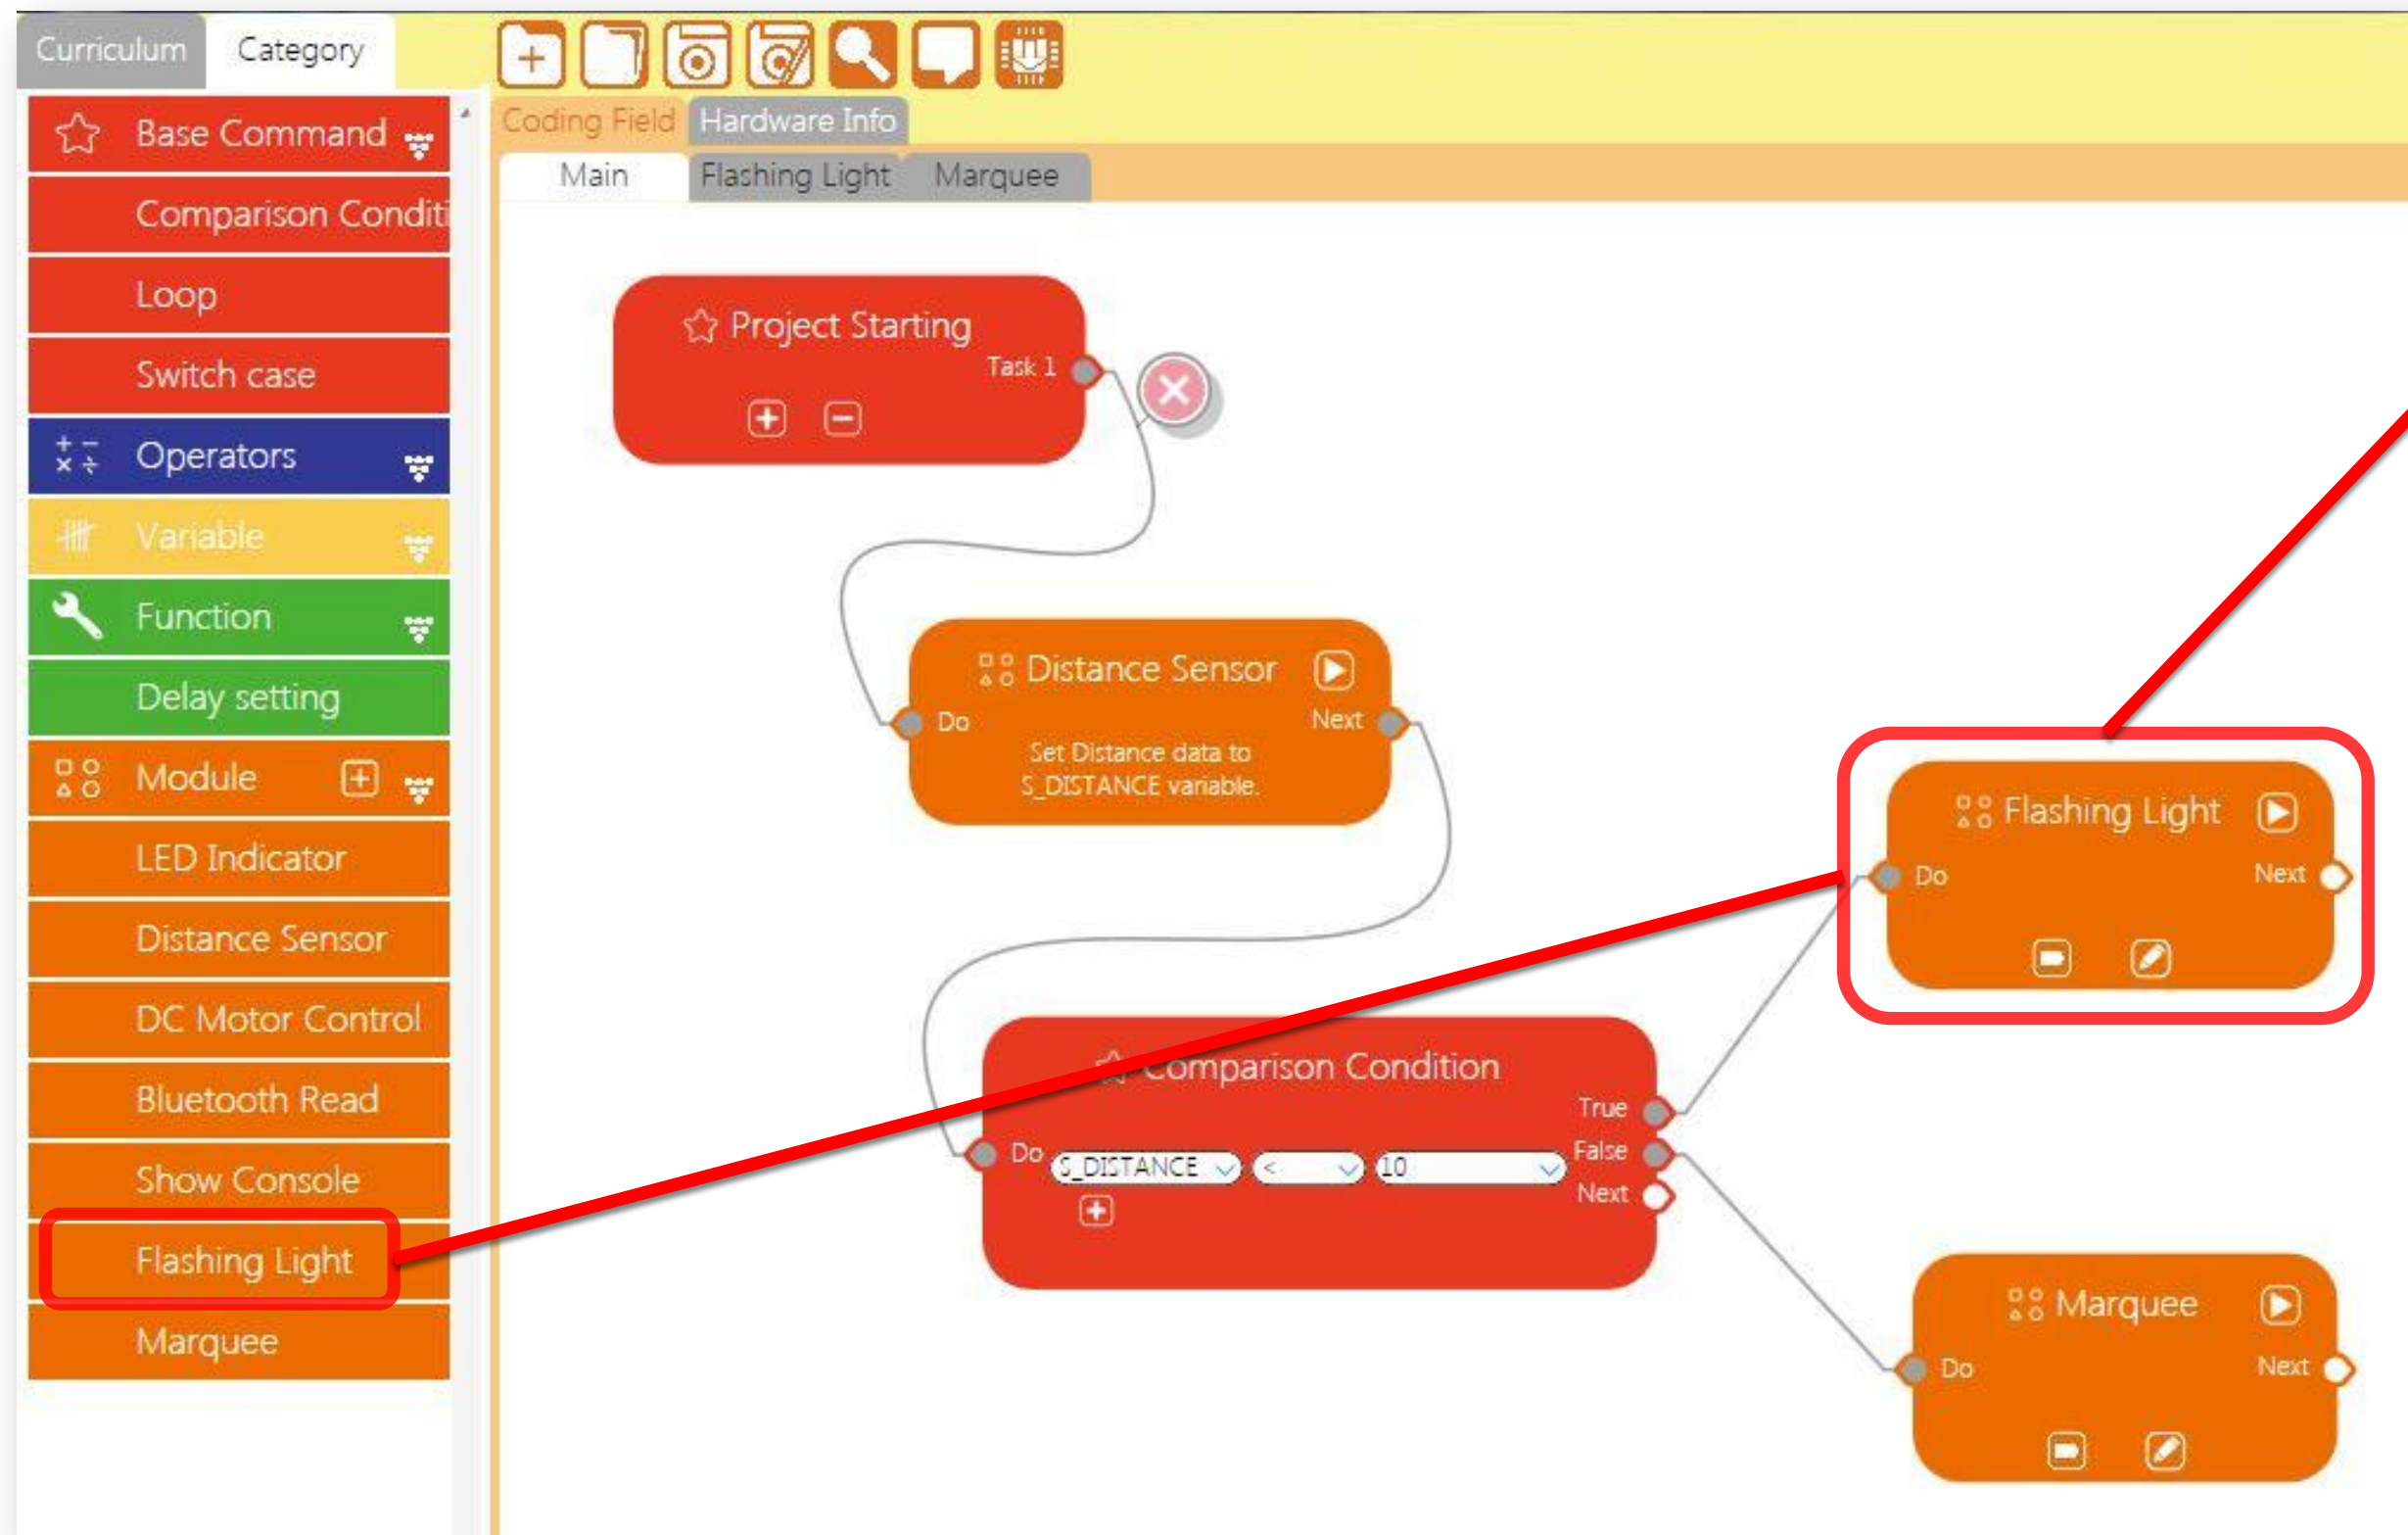 Curriculum
Category
Base Command
Comparison Conditi
Loop
Switch case
Operators
Variable
Function
Delay setting
Module
LED Indicator
Distance Sensor
DC Motor Control
Bluetooth Read
Show Console
Flashing Light
Marquee
Coding Field
Hardware Info
Main
Flashing Light
Marquee
Project Starting
Task 1
Distance Sensor
Do
Next
Set Distance data to
S_DISTANCE variable.
Flashing Light
Do
Next
Comparison Condition
True
Do
S_DISTANCE
<
10
False
Next
Marquee
Do
Next